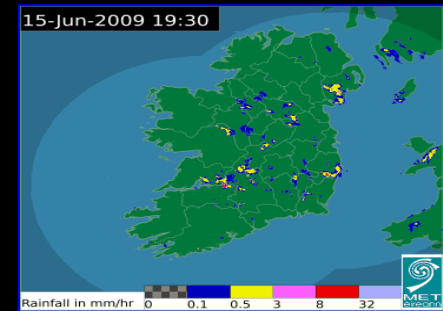 15-Jun-2009 19:30
Rainfall in mm/hr 0 0.1 0.5 3 8 32
MET
éireann